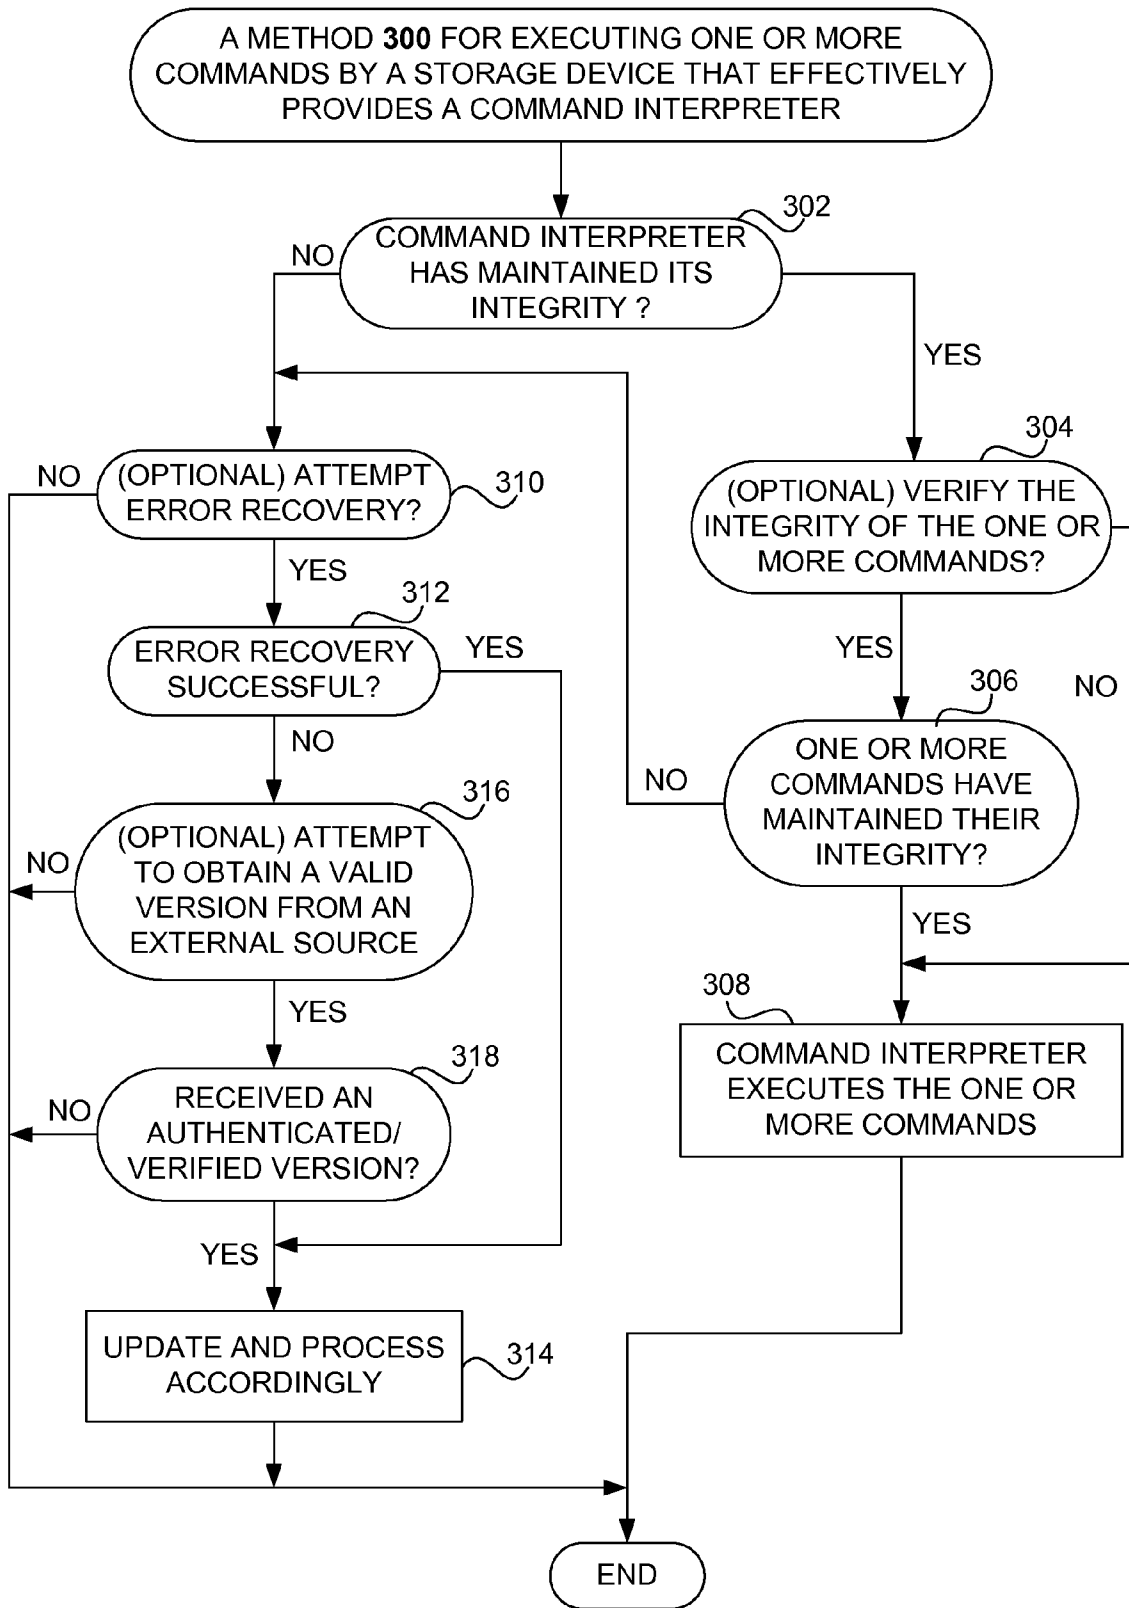 A METHOD 300 FOR EXECUTING ONE OR MORE
COMMANDS BY A STORAGE DEVICE THAT EFFECTIVELY
PROVIDES A COMMAND INTERPRETER
302
COMMAND INTERPRETER
HAS MAINTAINED ITS
INTEGRITY ?
NO
YES
304
(OPTIONAL) VERIFY THE
INTEGRITY OF THE ONE OR
MORE COMMANDS?
YES
NO
306
ONE OR MORE
COMMANDS HAVE
MAINTAINED THEIR
INTEGRITY?
NO
YES
308
COMMAND INTERPRETER
EXECUTES THE ONE OR
MORE COMMANDS
(OPTIONAL) ATTEMPT
ERROR RECOVERY?
310
NO
YES
312
ERROR RECOVERY
SUCCESSFUL?
YES
NO
316
(OPTIONAL) ATTEMPT
TO OBTAIN A VALID
VERSION FROM AN
EXTERNAL SOURCE
NO
YES
318
RECEIVED AN
AUTHENTICATED/
VERIFIED VERSION?
NO
YES
UPDATE AND PROCESS
ACCORDINGLY
314
END